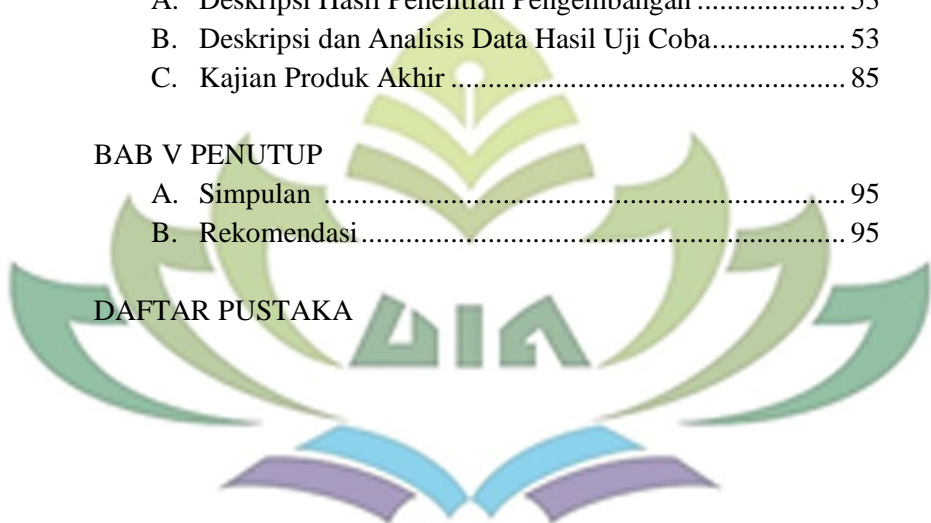 A. Deskripsi Hasil Penelitian Pengembangan ................... 53
B. Deskripsi dan Analisis Data Hasil Uji Coba.................. 53
C. Kajian Produk Akhir ..................................................... 85
BAB V PENUTUP
A. Simpulan ...................................................................... 95
B. Rekomendasi ................................................................. 95
DAFTAR PUSTAKA
UIN